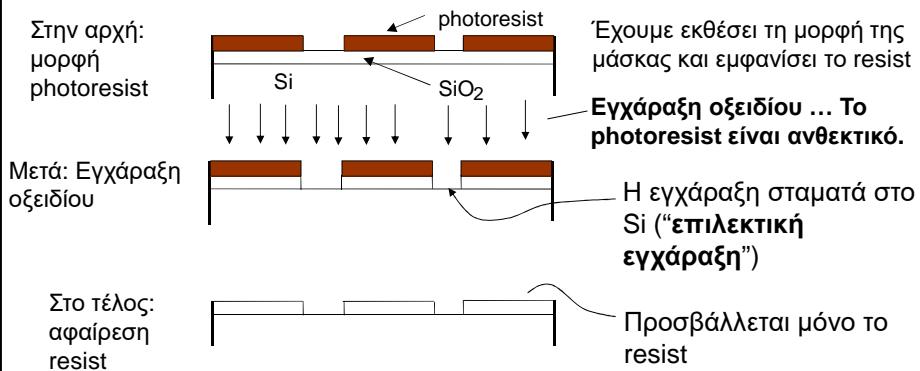 Στην αρχή:
μορφή
photoresist
photoresist
Si
SiO2
Έχουμε εκθέσει τη μορφή της
μάσκας και εμφανίσει το resist
Εγχάραξη οξειδίου … Το
photoresist είναι ανθεκτικό.
Μετά: Εγχάραξη
οξειδίου
Η εγχάραξη σταματά στο
Si (“επιλεκτική
εγχάραξη”)
Στο τέλος:
αφαίρεση
resist
Προσβάλλεται μόνο το
resist